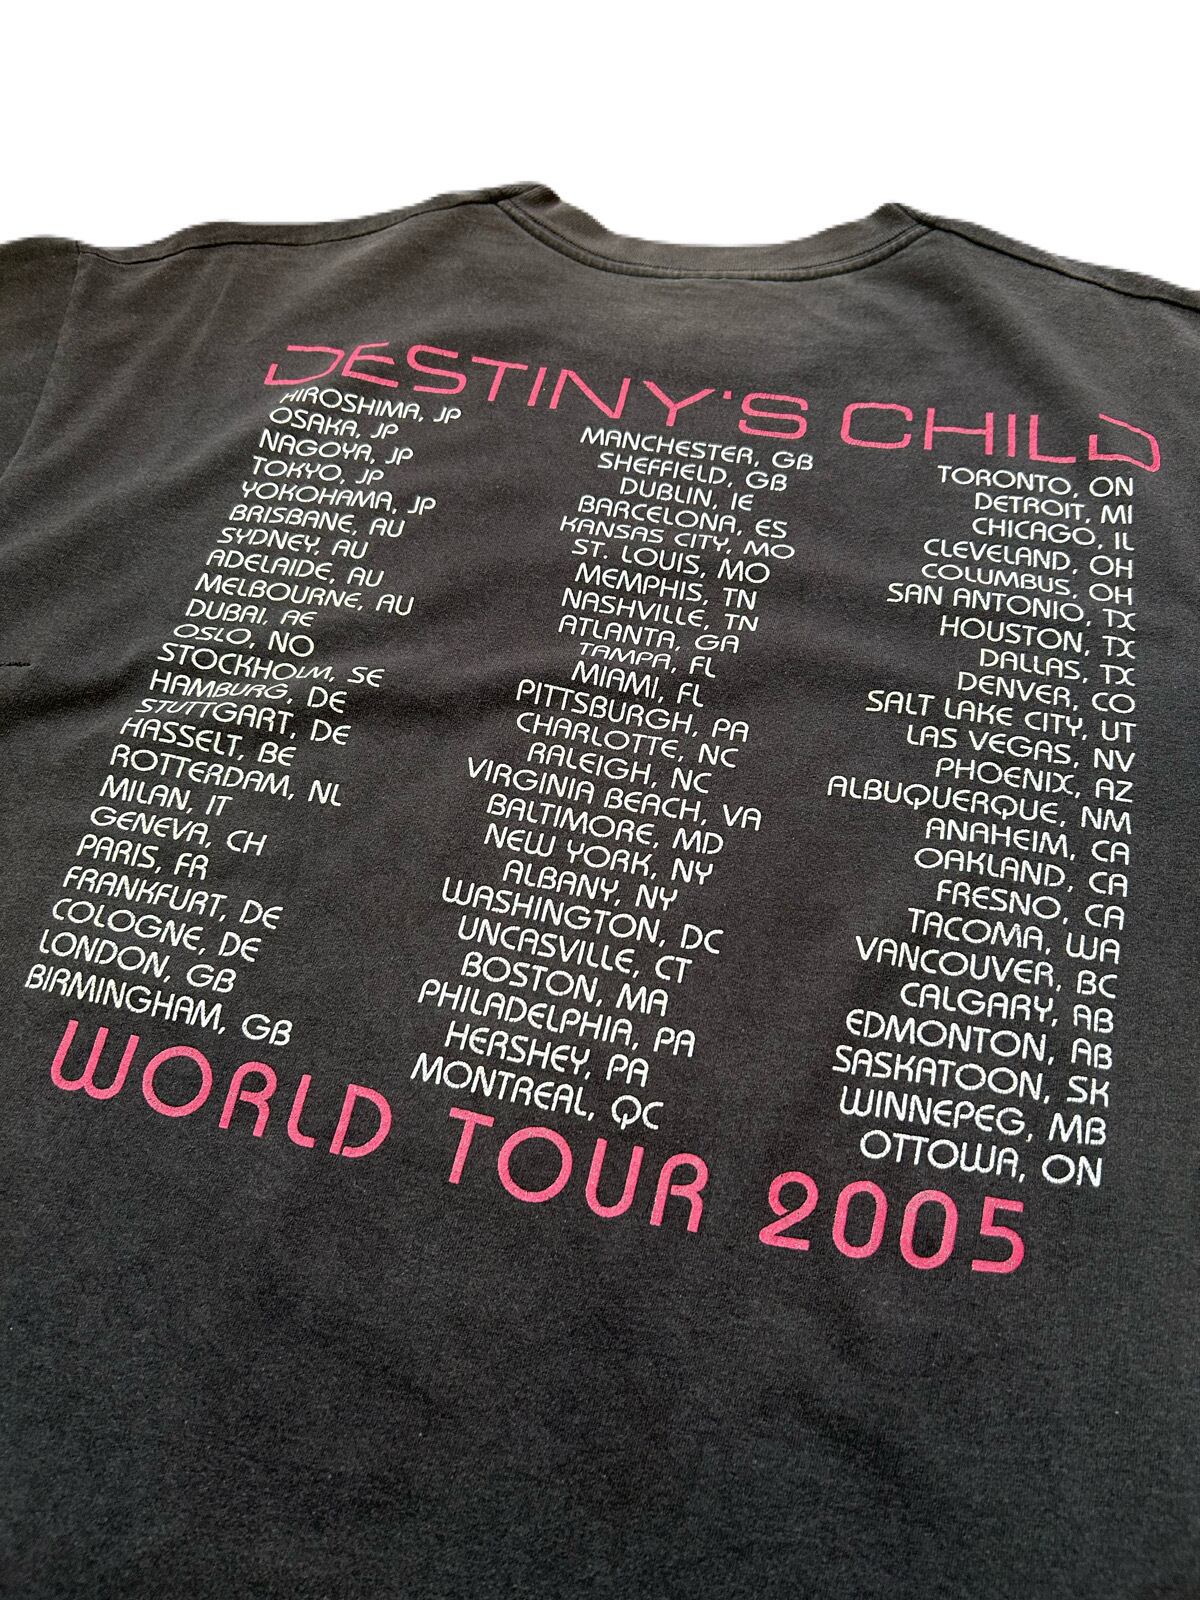 DESTINY'S CHILD
HIROSHIMA, JP
OSAKA, JP
NAGOYA, JP
TOKYO, JP
YOKOHAMA, JP
BRISBANE, AU
SYDNEY, AU
ADELAIDE, AU
MELBOURNE, AU
DUBAI, AE
OSLO, NO
STOCKHOLM, SE
HAMBURG, DE
STUTTGART, DE
HASSELT, BE
ROTTERDAM, NL
MILAN, IT
GENEVA, CH
PARIS, FR
FRANKFURT, DE
COLOGNE, DE
LONDON, GB
BIRMINGHAM, GB
MANCHESTER, GB
SHEFFIELD, GB
DUBLIN, IE
BARCELONA, ES
KANSAS CITY, MO
ST. LOUIS, MO
MEMPHIS, TN
NASHVILLE, TN
ATLANTA, GA
TAMPA, FL
MIAMI, FL
PITTSBURGH, PA
CHARLOTTE, NC
RALEIGH, NC
VIRGINIA BEACH, VA
BALTIMORE, MD
NEW YORK, NY
ALBANY, NY
WASHINGTON, DC
UNCASVILLE, CT
BOSTON, MA
PHILADELPHIA, PA
HERSHEY, PA
MONTREAL, QC
TORONTO, ON
DETROIT, MI
CHICAGO, IL
CLEVELAND, OH
COLUMBUS, OH
SAN ANTONIO, TX
HOUSTON, TX
DALLAS, TX
DENVER, CO
SALT LAKE CITY, UT
LAS VEGAS, NV
PHOENIX, AZ
ALBUQUERQUE, NM
ANAHEIM, CA
OAKLAND, CA
FRESNO, CA
TACOMA, WA
VANCOUVER, BC
CALGARY, AB
EDMONTON, AB
SASKATOON, SK
WINNEPEG, MB
OTTOWA, ON
WORLD TOUR 2005